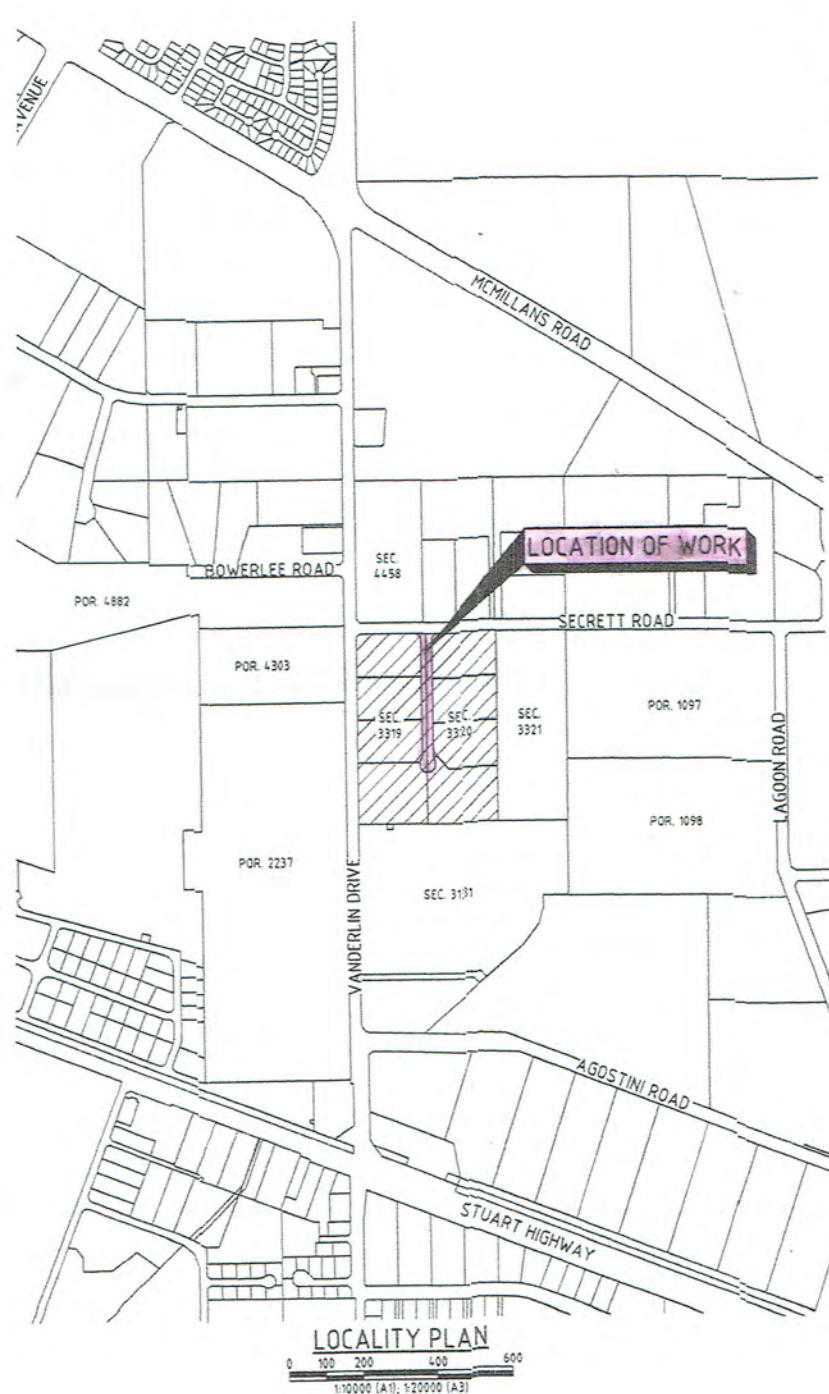 AVENUE
MCMILLANS ROAD
LOCATION OF WORK
SEC.
4458
BOWERLEE ROAD
POR. 4882
SECRETT ROAD
POR. 4303
SEC.
3319
SEC.
3320
SEC.
3321
POR. 1097
LAGOON ROAD
POR. 1098
POR. 2237
VANDERLIN DRIVE
SEC. 3131
AGOSTINI ROAD
STUART HIGHWAY
LOCALITY PLAN
0 100 200 400 600
1:10000 (A1); 1:20000 (A3)